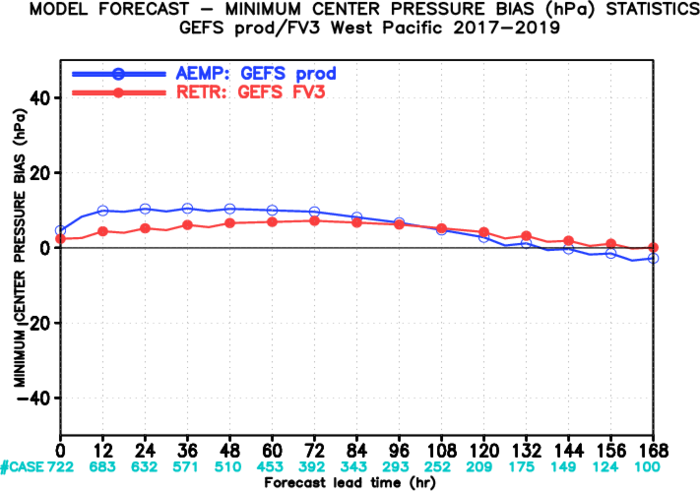 MODEL FORECAST − MINIMUM CENTER PRESSURE BIAS (hPa) STATISTICS
GEFS prod/FV3 West Pacific 2017−2019
AEMP: GEFS prod
RETR: GEFS FV3
MINIMUM CENTER PRESSURE BIAS (hPa)
40
20
0
−20
−40
0 12 24 36 48 60 72 84 96 108 120 132 144 156 168
#CASE 722 683 632 571 510 453 392 343 293 252 209 175 149 124 100
Forecast lead time (hr)